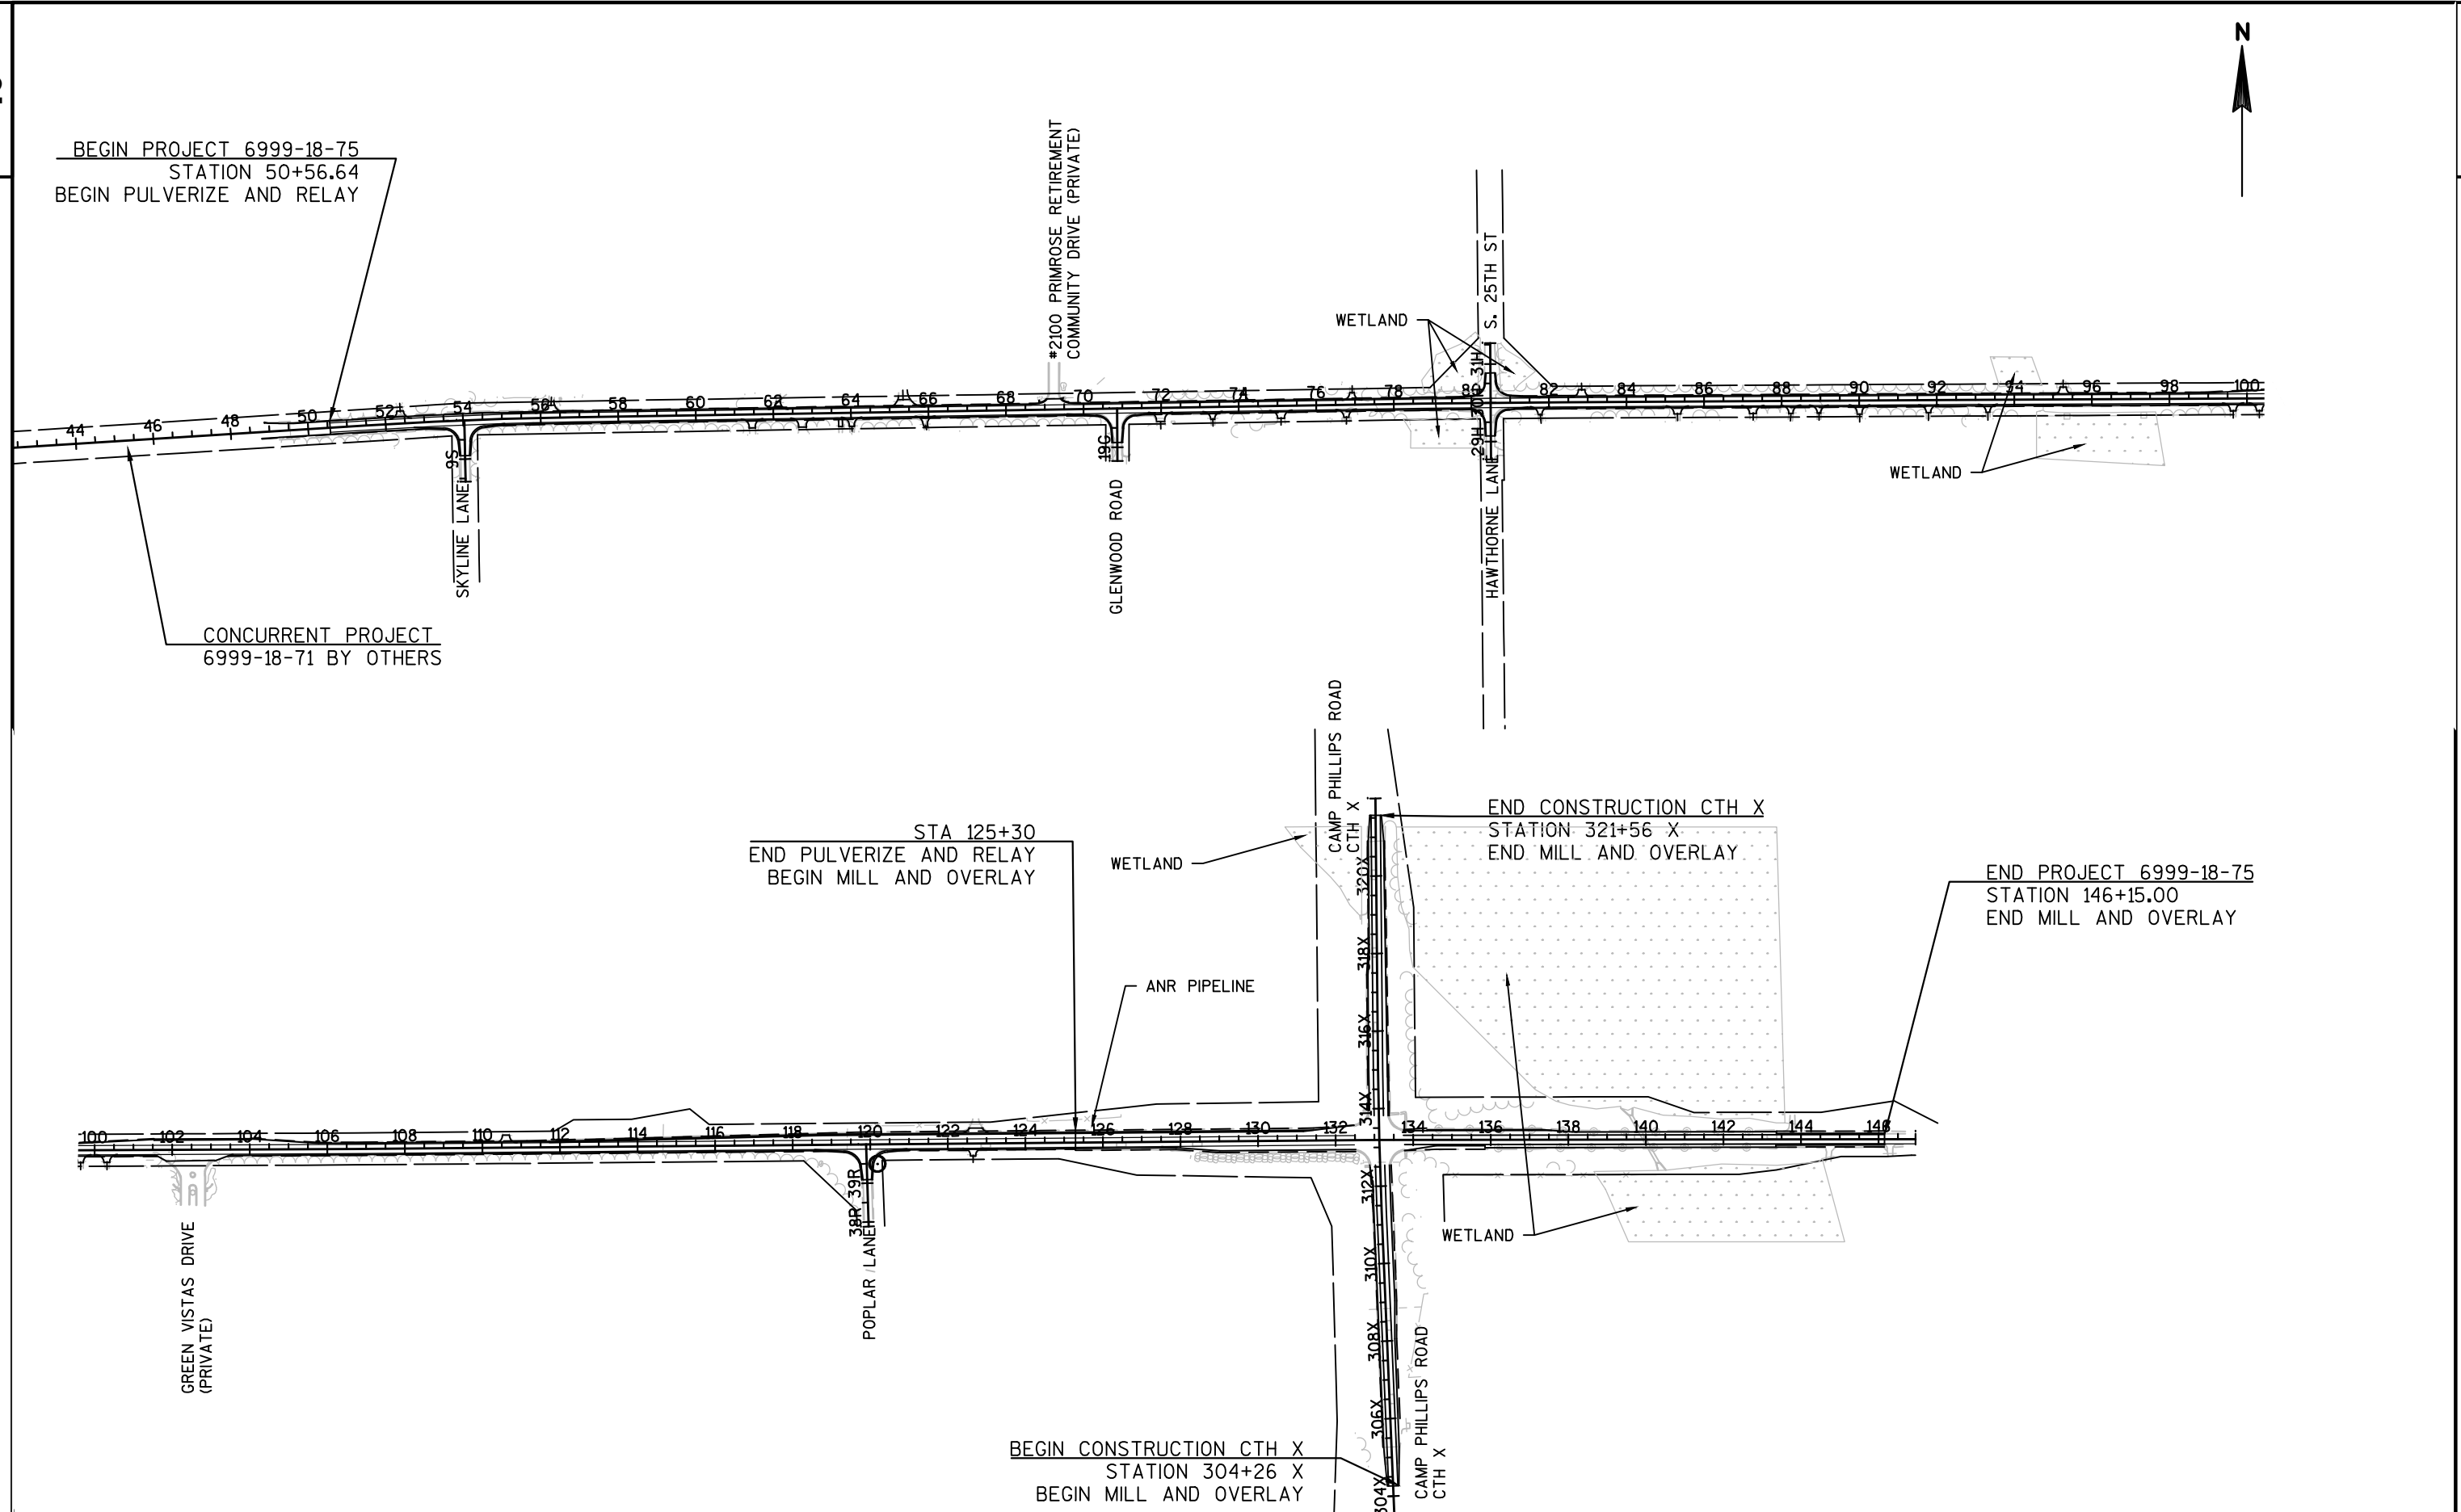 N
BEGIN PROJECT 6999-18-75
STATION 50+56.64
BEGIN PULVERIZE AND RELAY
#2100 PRIMROSE RETIREMENT
COMMUNITY DRIVE (PRIVATE)
S. 25TH ST
WETLAND
44 46 48 50 52 54 56 58 60 62 64 66 68 70 72 74 76 78 80 82 84 86 88 90 92 94 96 98 100
31H
30R
29H
9S
19G
WETLAND
SKYLINE LANE
GLENWOOD ROAD
HAWTHORNE LANE
CONCURRENT PROJECT
6999-18-71 BY OTHERS
CAMP PHILLIPS ROAD
CTH X
END CONSTRUCTION CTH X
STATION 321+56 X
END MILL AND OVERLAY
STA 125+30
END PULVERIZE AND RELAY
BEGIN MILL AND OVERLAY
WETLAND
END PROJECT 6999-18-75
STATION 146+15.00
END MILL AND OVERLAY
320X
318X
316X
314X
ANR PIPELINE
100 102 104 106 108 110 112 114 116 118 120 122 124 126 128 130 132 134 136 138 140 142 144 146
39R
38R
312X
310X
308X
306X
304X
WETLAND
GREEN VISTAS DRIVE
(PRIVATE)
POPLAR LANE
CAMP PHILLIPS ROAD
CTH X
BEGIN CONSTRUCTION CTH X
STATION 304+26 X
BEGIN MILL AND OVERLAY